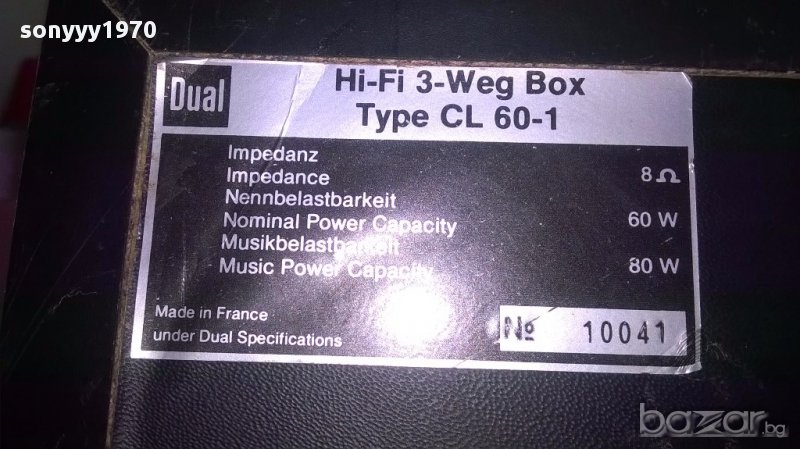 sonyyy1970
Dual
Hi-Fi 3-Weg Box
Type CL 60-1
Impedanz
Impedance 8Ω
Nennbelastbarkeit
Nominal Power Capacity 60 W
Musikbelastbarkeit
Music Power Capacity 80 W
Made in France
under Dual Specifications
№ 10041
bazar.bg